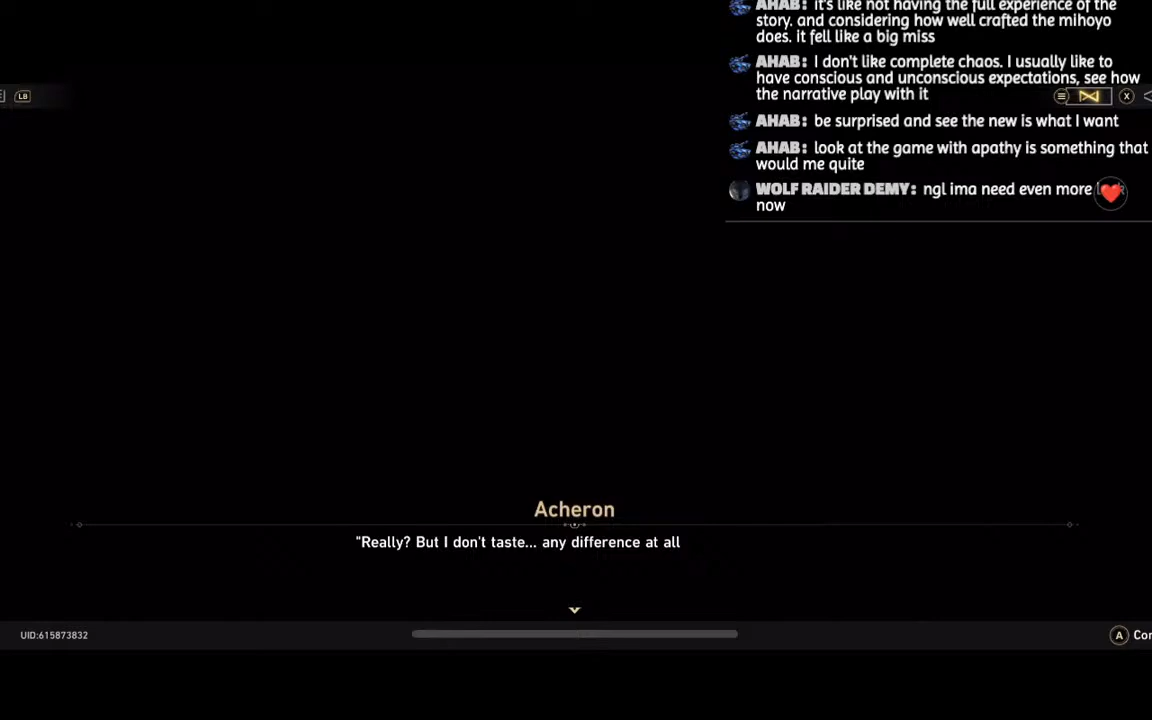 AHAB: it's like not having the full experience of the
story. and considering how well crafted the mihoyo
does. it fell like a big miss
AHAB: I don't like complete chaos. I usually like to
have conscious and unconscious expectations, see how
the narrative play with it
LB
X
AHAB: be surprised and see the new is what I want
AHAB: look at the game with apathy is something that
would me quite
WOLF RAIDER DEMY: ngl ima need even more
now
Acheron
"Really? But I don't taste... any difference at all
UID:615873832
A Con